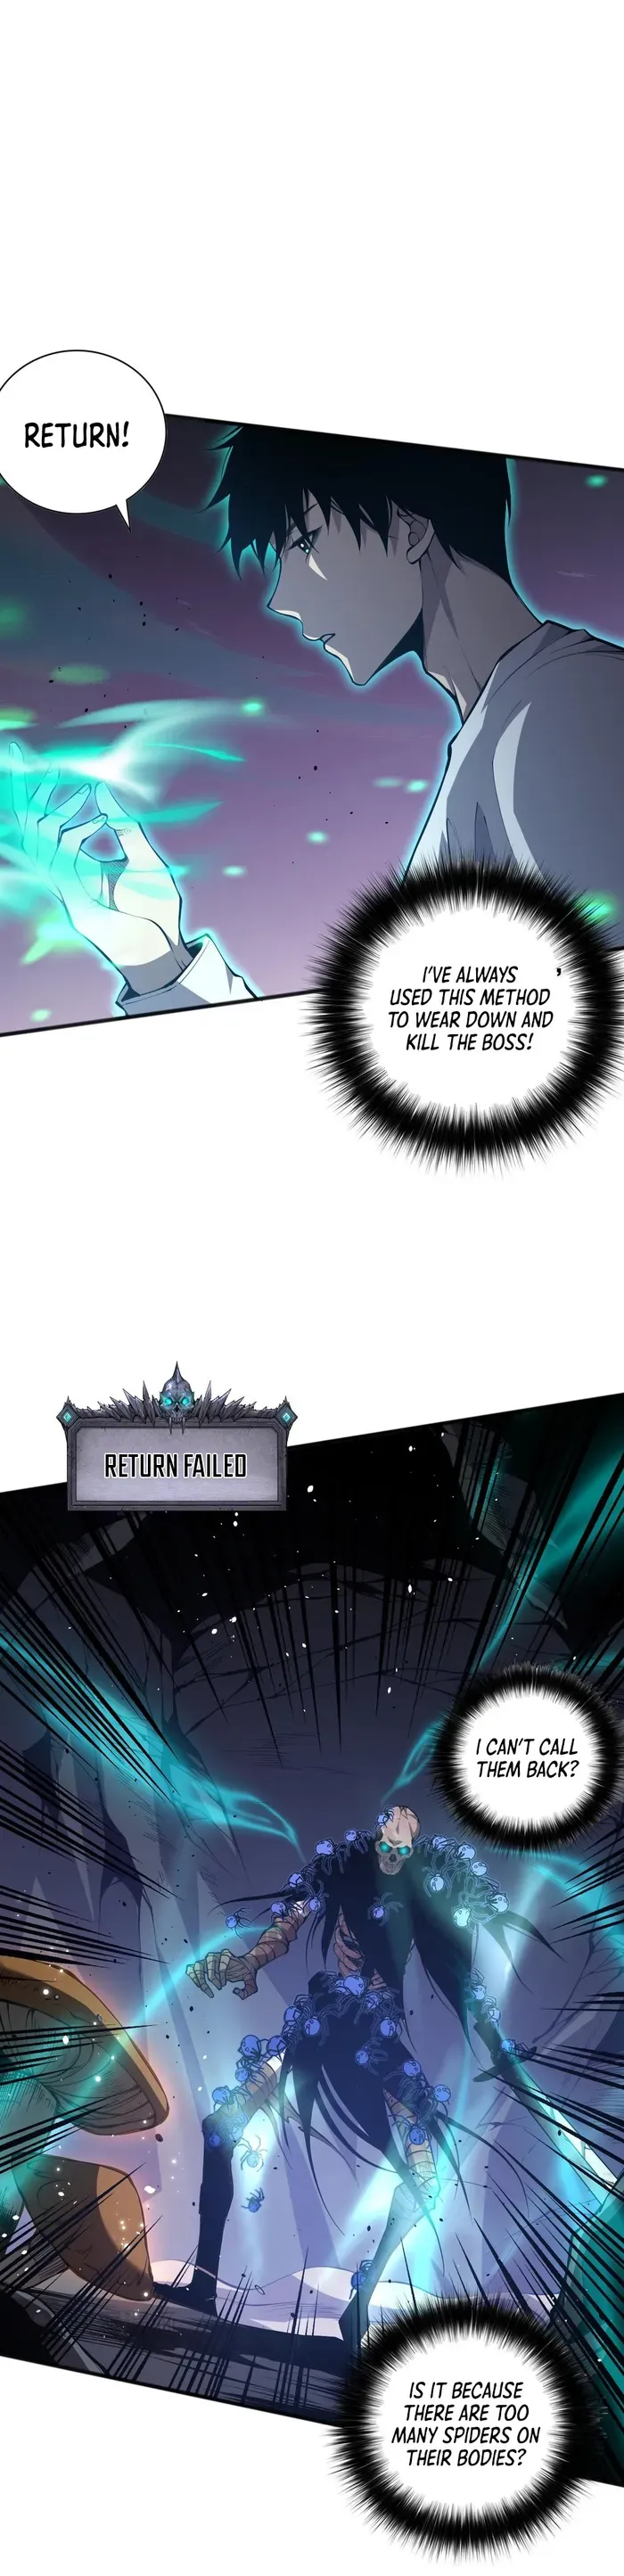 RETURN!
I'VE ALWAYS
USED THIS METHOD
TO WEAR DOWN AND
KILL THE BOSS!
RETURN FAILED
I CAN'T CALL
THEM BACK?
IS IT BECAUSE
THERE ARE TOO
MANY SPIDERS ON
THEIR BODIES?